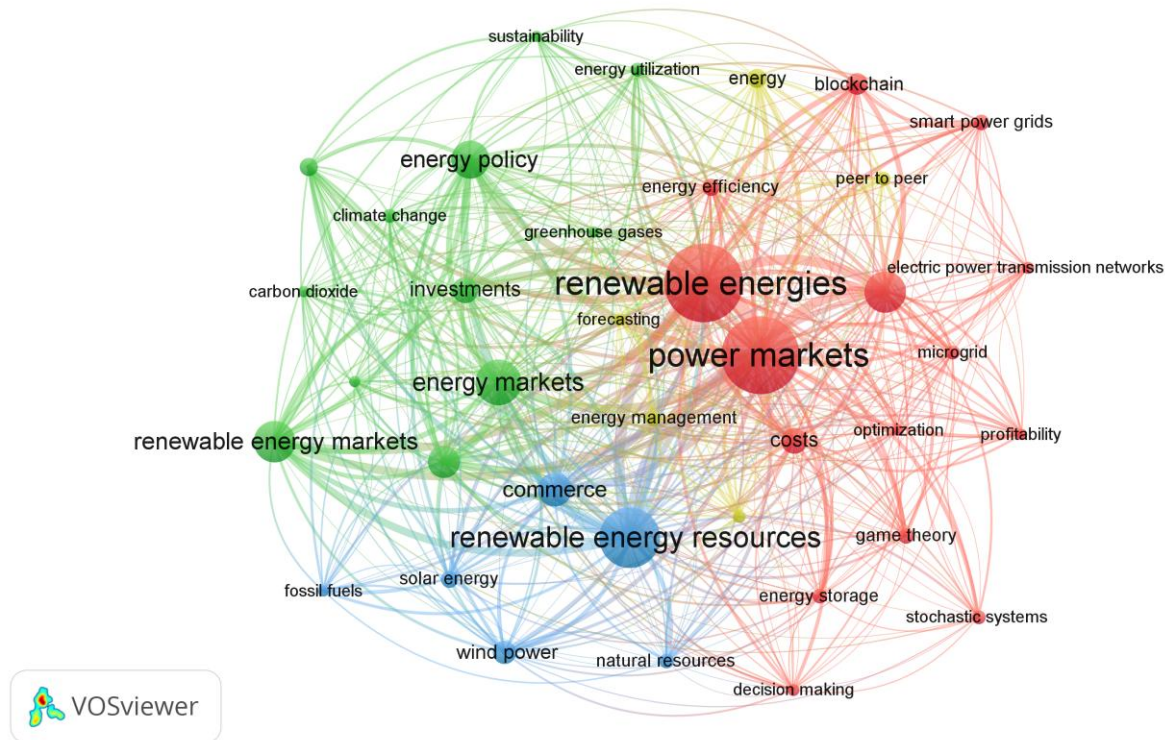 sustainability
energy utilization
energy
blockchain
smart power grids
energy policy
energy efficiency
peer to peer
climate change
greenhouse gases
electric power transmission networks
carbon dioxide
investments
renewable energies
forecasting
power markets
microgrid
energy markets
energy management
renewable energy markets
costs
optimization
profitability
commerce
renewable energy resources
game theory
fossil fuels
solar energy
energy storage
stochastic systems
wind power
natural resources
decision making
VOSviewer